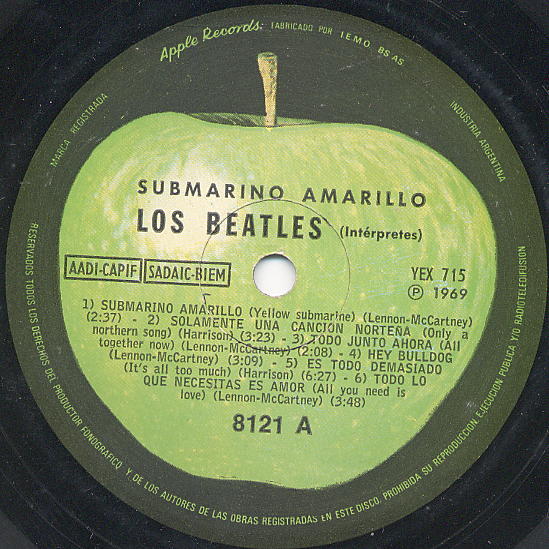 Apple Records: FABRICADO POR I.E.M.O. BS AS
INDUSTRIA ARGENTINA
MARCA REGISTRADA
SUBMARINO AMARILLO
LOS BEATLES (Intérpretes)
AADI-CAPIF SADAIC-BIEM
YEX 715
Ⓟ 1969
1) SUBMARINO AMARILLO (Yellow submarine) (Lennon-McCartney)
(2:37) - 2) SOLAMENTE UNA CANCION NORTEÑA (Only a
northern song) (Harrison) (3:23) - 3) TODO JUNTO AHORA (All
together now) (Lennon-McCartney) (2:08) - 4) HEY BULLDOG
(Lennon-McCartney) (3:09) - 5) ES TODO DEMASIADO
(It's all too much) (Harrison) (6:27) - 6) TODO LO
QUE NECESITAS ES AMOR (All you need is
love) (Lennon-McCartney) (3:48)
8121 A
RESERVADOS TODOS LOS DERECHOS DEL PRODUCTOR FONOGRAFICO Y DE LOS AUTORES DE LAS OBRAS REGISTRADAS EN ESTE DISCO. PROHIBIDA SU REPRODUCCION, EJECUCION PUBLICA Y/O RADIOTELEDIFUSION